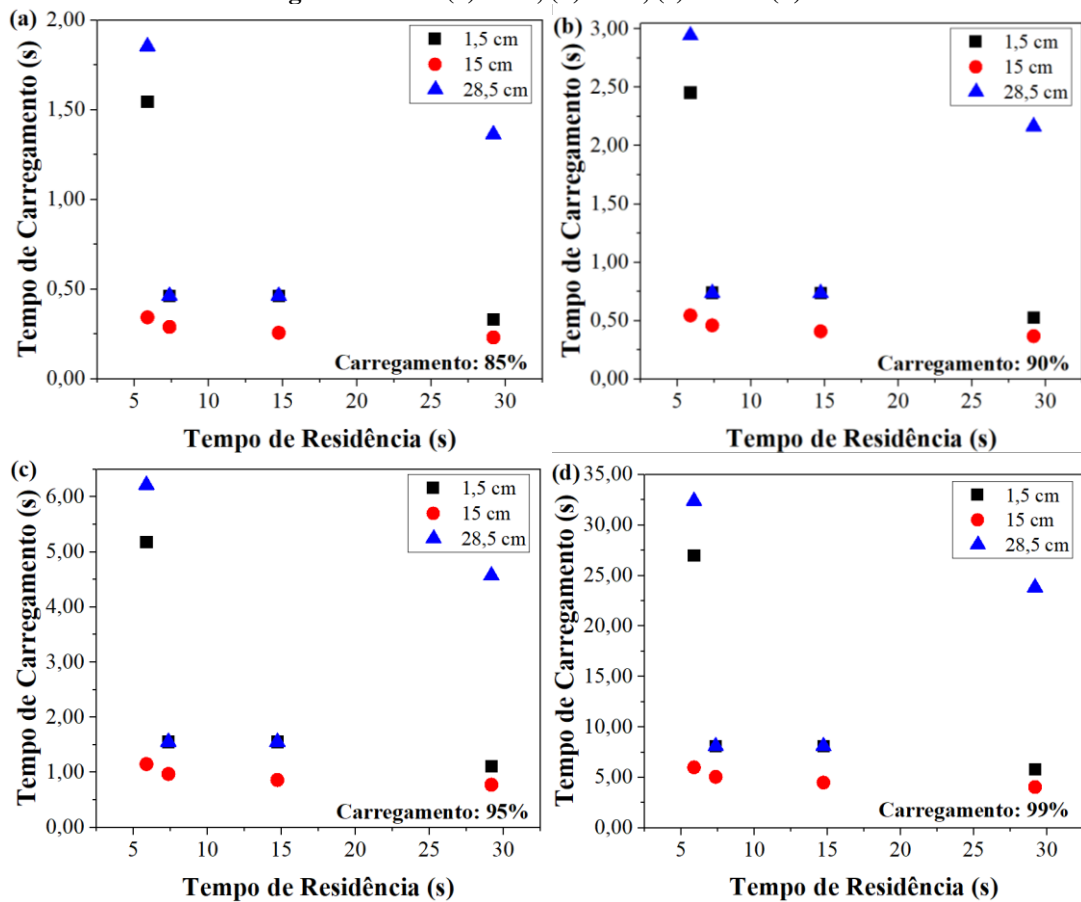 (a)
2,00
1,50
1,00
0,50
0,00
Tempo de Carregamento (s)
1,5 cm
15 cm
28,5 cm
Carregamento: 85%
5 10 15 20 25 30
Tempo de Residência (s)
(b)
3,00
2,50
2,00
1,50
1,00
0,50
0,00
Tempo de Carregamento (s)
1,5 cm
15 cm
28,5 cm
Carregamento: 90%
5 10 15 20 25 30
Tempo de Residência (s)
(c)
6,00
5,00
4,00
3,00
2,00
1,00
0,00
Tempo de Carregamento (s)
1,5 cm
15 cm
28,5 cm
Carregamento: 95%
5 10 15 20 25 30
Tempo de Residência (s)
(d)
35,00
30,00
25,00
20,00
15,00
10,00
5,00
0,00
Tempo de Carregamento (s)
1,5 cm
15 cm
28,5 cm
Carregamento: 99%
5 10 15 20 25 30
Tempo de Residência (s)